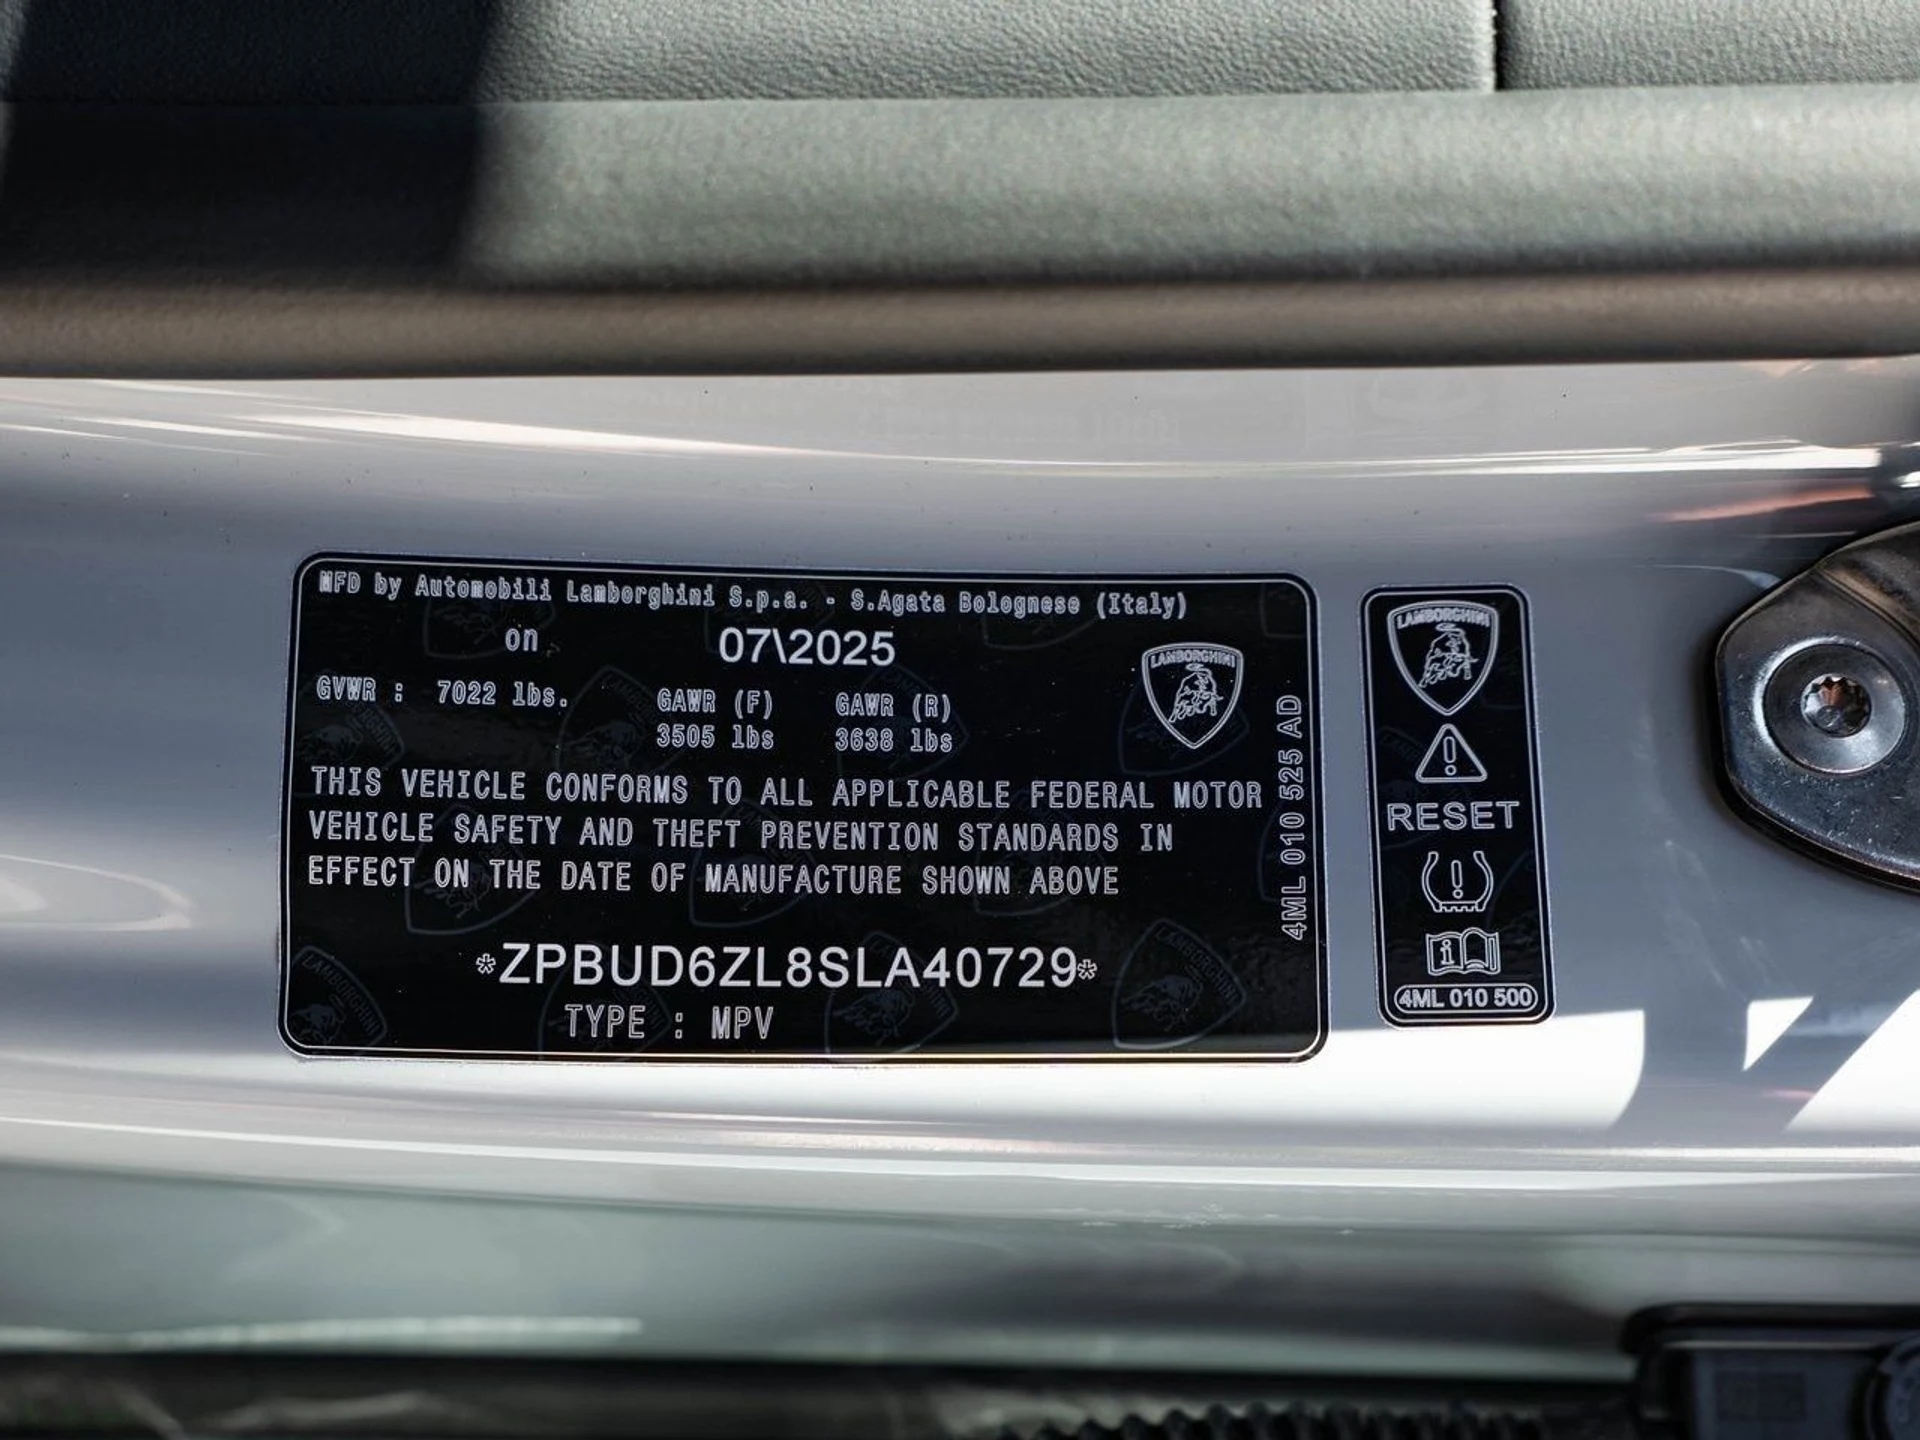 MFD by Automobili Lamborghini S.p.a. - S.Agata Bolognese (Italy)
on 07\2025
GVWR : 7022 lbs. GAWR (F) GAWR (R)
3505 lbs 3638 lbs
LAMBORGHINI
THIS VEHICLE CONFORMS TO ALL APPLICABLE FEDERAL MOTOR
VEHICLE SAFETY AND THEFT PREVENTION STANDARDS IN
EFFECT ON THE DATE OF MANUFACTURE SHOWN ABOVE
*ZPBUD6ZL8SLA40729*
TYPE : MPV
4ML 010 525 AD
LAMBORGHINI
RESET
4ML 010 500